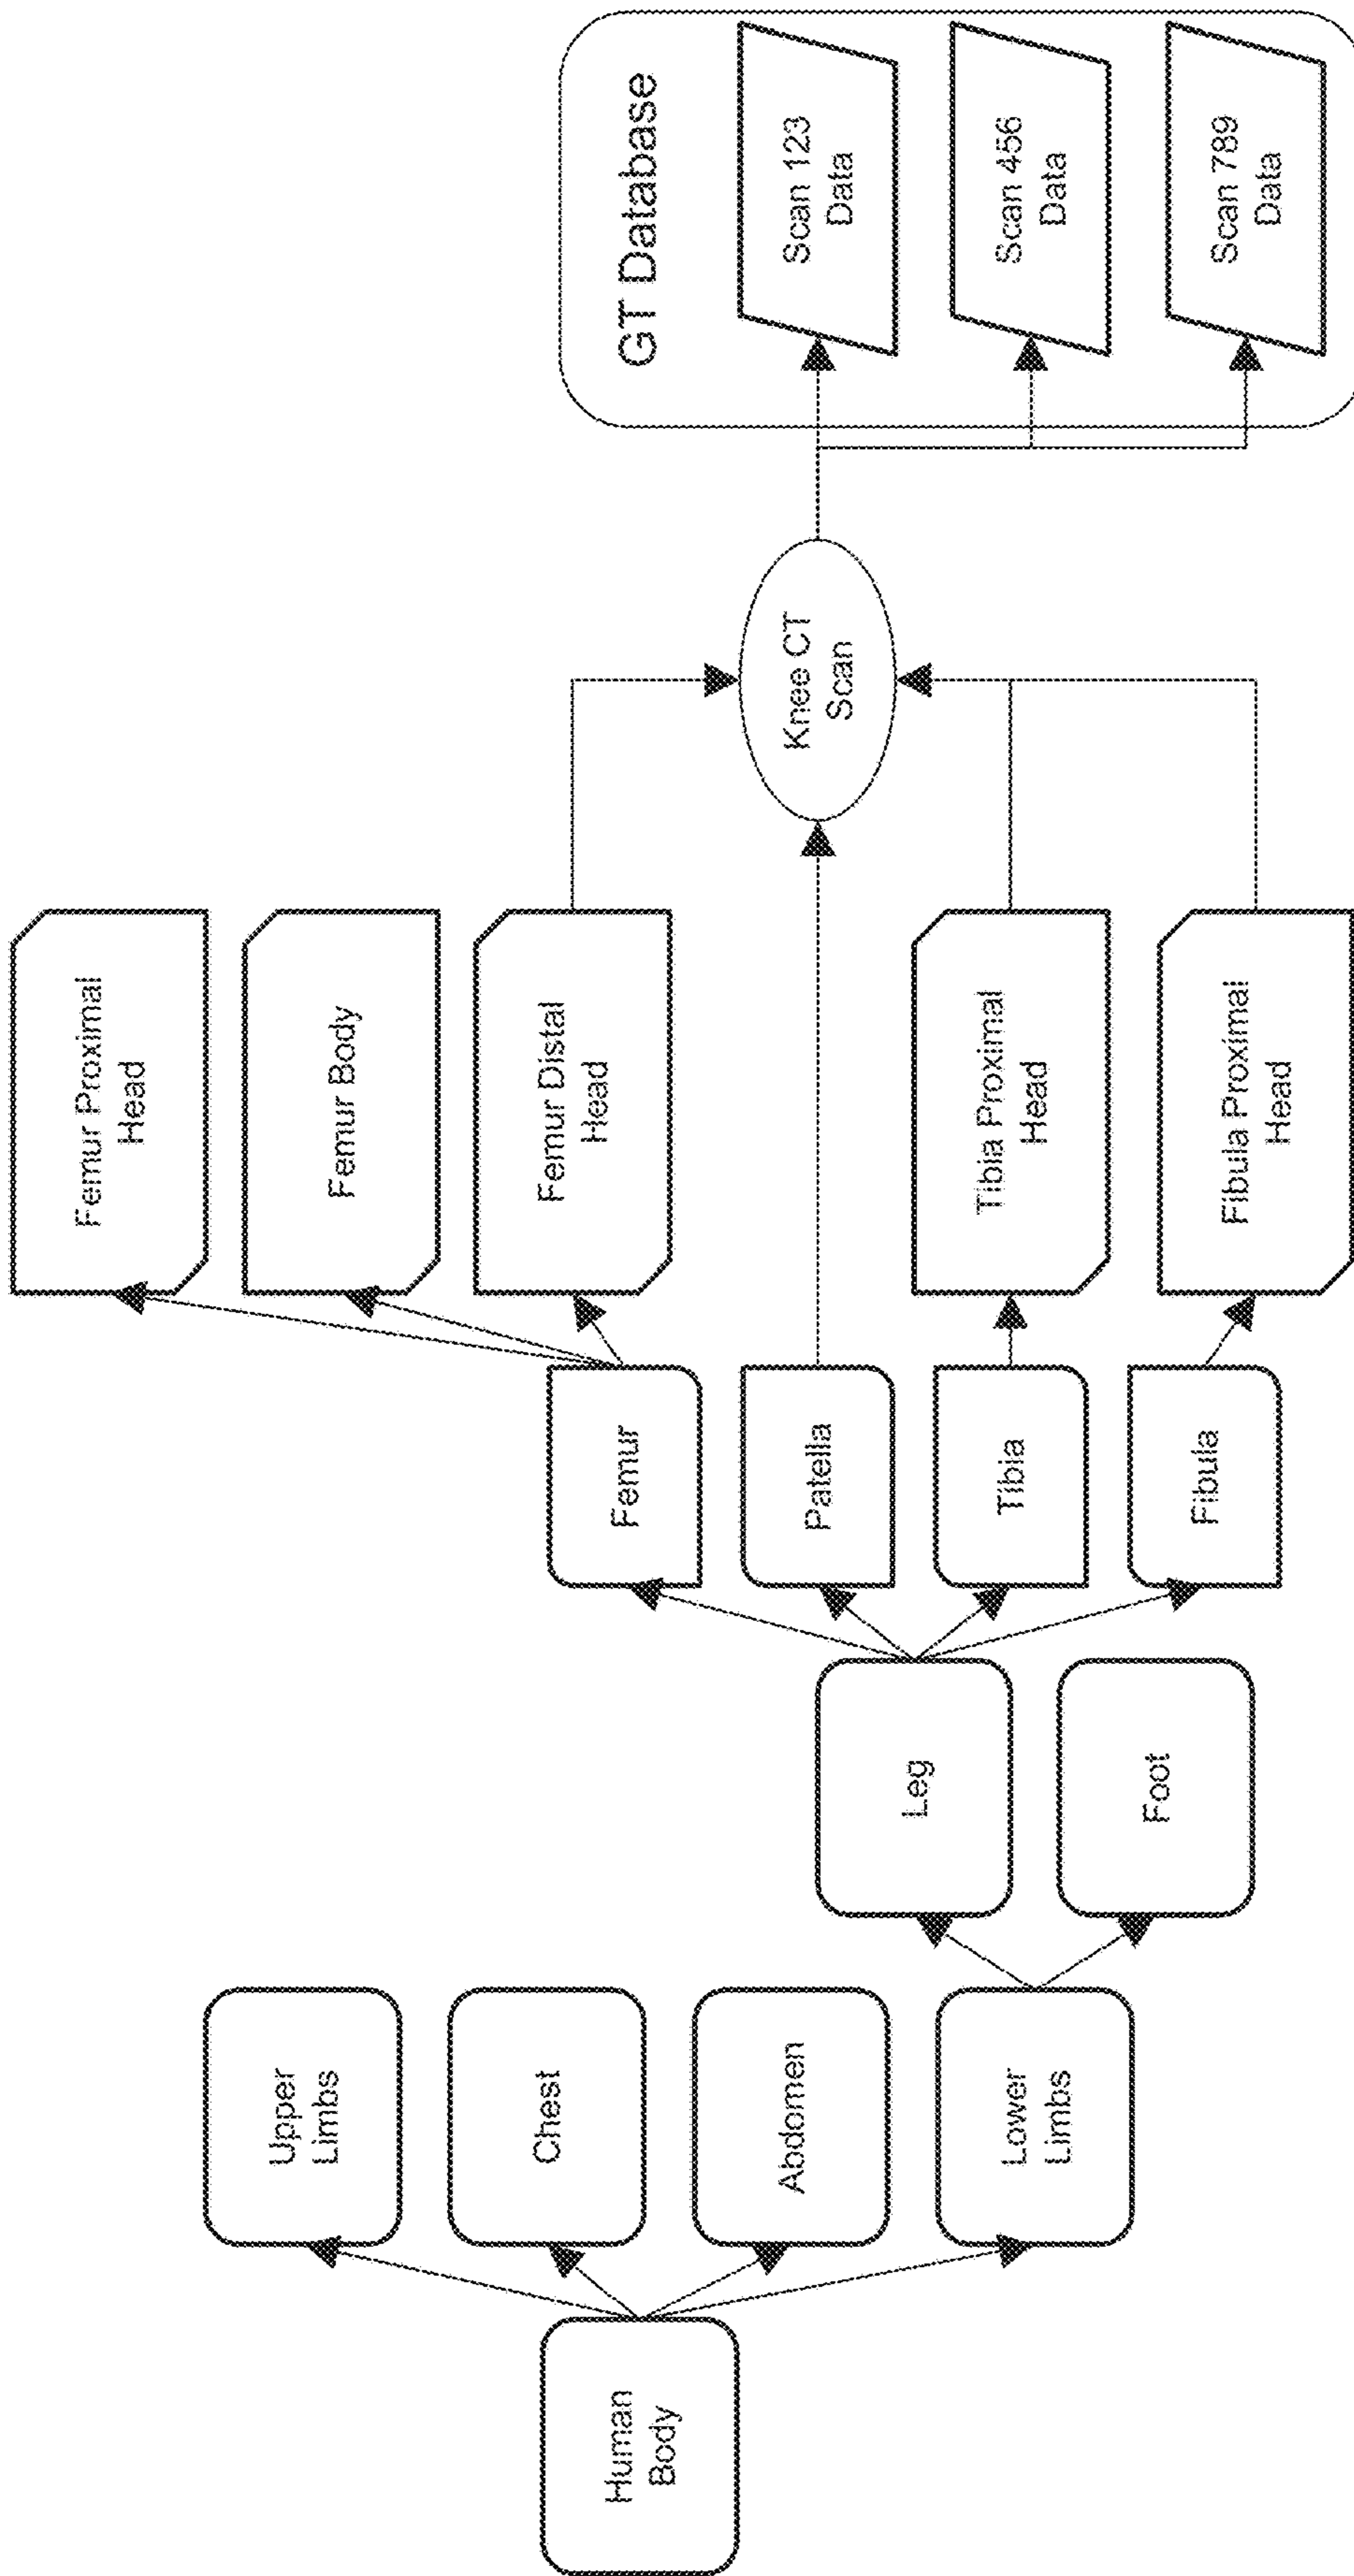 Human
Body
Upper
Limbs
Chest
Abdomen
Lower
Limbs
Leg
Foot
Femur
Patella
Tibia
Fibula
Femur Proximal
Head
Femur Body
Femur Distal
Head
Tibia Proximal
Head
Fibula Proximal
Head
Knee CT
Scan
GT Database
Scan 123
Data
Scan 456
Data
Scan 789
Data